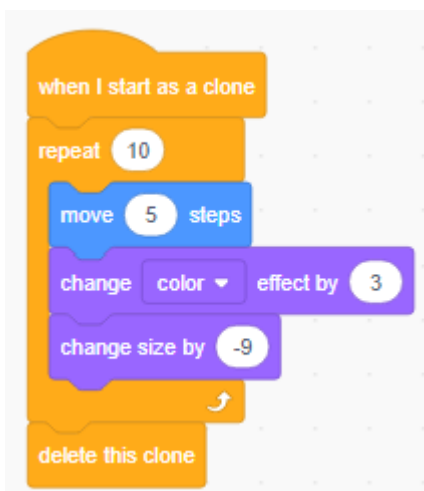 when I start as a clone
repeat 10
move 5 steps
change color effect by 3
change size by -9
delete this clone